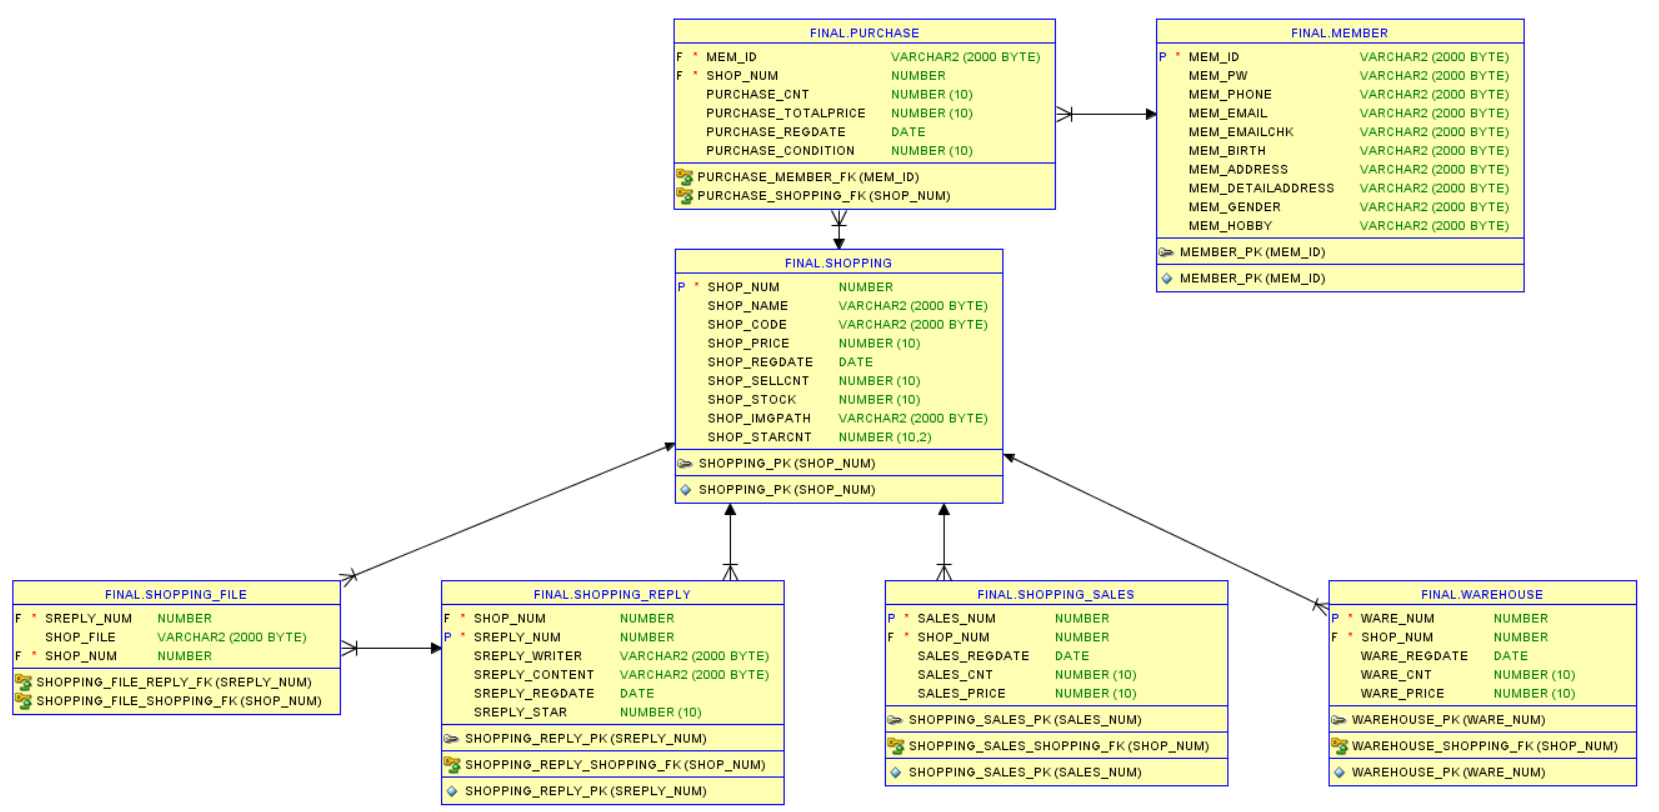 FINAL.PURCHASE
F * MEM_ID VARCHAR2 (2000 BYTE)
F * SHOP_NUM NUMBER
PURCHASE_CNT NUMBER (10)
PURCHASE_TOTALPRICE NUMBER (10)
PURCHASE_REGDATE DATE
PURCHASE_CONDITION NUMBER (10)
PURCHASE_MEMBER_FK (MEM_ID)
PURCHASE_SHOPPING_FK (SHOP_NUM)
FINAL.MEMBER
P * MEM_ID VARCHAR2 (2000 BYTE)
MEM_PW VARCHAR2 (2000 BYTE)
MEM_PHONE VARCHAR2 (2000 BYTE)
MEM_EMAIL VARCHAR2 (2000 BYTE)
MEM_EMAILCHK VARCHAR2 (2000 BYTE)
MEM_BIRTH VARCHAR2 (2000 BYTE)
MEM_ADDRESS VARCHAR2 (2000 BYTE)
MEM_DETAILADDRESS VARCHAR2 (2000 BYTE)
MEM_GENDER VARCHAR2 (2000 BYTE)
MEM_HOBBY VARCHAR2 (2000 BYTE)
MEMBER_PK (MEM_ID)
MEMBER_PK (MEM_ID)
FINAL.SHOPPING
P * SHOP_NUM NUMBER
SHOP_NAME VARCHAR2 (2000 BYTE)
SHOP_CODE VARCHAR2 (2000 BYTE)
SHOP_PRICE NUMBER (10)
SHOP_REGDATE DATE
SHOP_SELLCNT NUMBER (10)
SHOP_STOCK NUMBER (10)
SHOP_IMGPATH VARCHAR2 (2000 BYTE)
SHOP_STARCNT NUMBER (10,2)
SHOPPING_PK (SHOP_NUM)
SHOPPING_PK (SHOP_NUM)
FINAL.SHOPPING_FILE
F * SREPLY_NUM NUMBER
SHOP_FILE VARCHAR2 (2000 BYTE)
F * SHOP_NUM NUMBER
SHOPPING_FILE_REPLY_FK (SREPLY_NUM)
SHOPPING_FILE_SHOPPING_FK (SHOP_NUM)
FINAL.SHOPPING_REPLY
F * SHOP_NUM NUMBER
P * SREPLY_NUM NUMBER
SREPLY_WRITER VARCHAR2 (2000 BYTE)
SREPLY_CONTENT VARCHAR2 (2000 BYTE)
SREPLY_REGDATE DATE
SREPLY_STAR NUMBER (10)
SHOPPING_REPLY_PK (SREPLY_NUM)
SHOPPING_REPLY_SHOPPING_FK (SHOP_NUM)
SHOPPING_REPLY_PK (SREPLY_NUM)
FINAL.SHOPPING_SALES
P * SALES_NUM NUMBER
F * SHOP_NUM NUMBER
SALES_REGDATE DATE
SALES_CNT NUMBER (10)
SALES_PRICE NUMBER (10)
SHOPPING_SALES_PK (SALES_NUM)
SHOPPING_SALES_SHOPPING_FK (SHOP_NUM)
SHOPPING_SALES_PK (SALES_NUM)
FINAL.WAREHOUSE
P * WARE_NUM NUMBER
F * SHOP_NUM NUMBER
WARE_REGDATE DATE
WARE_CNT NUMBER (10)
WARE_PRICE NUMBER (10)
WAREHOUSE_PK (WARE_NUM)
WAREHOUSE_SHOPPING_FK (SHOP_NUM)
WAREHOUSE_PK (WARE_NUM)